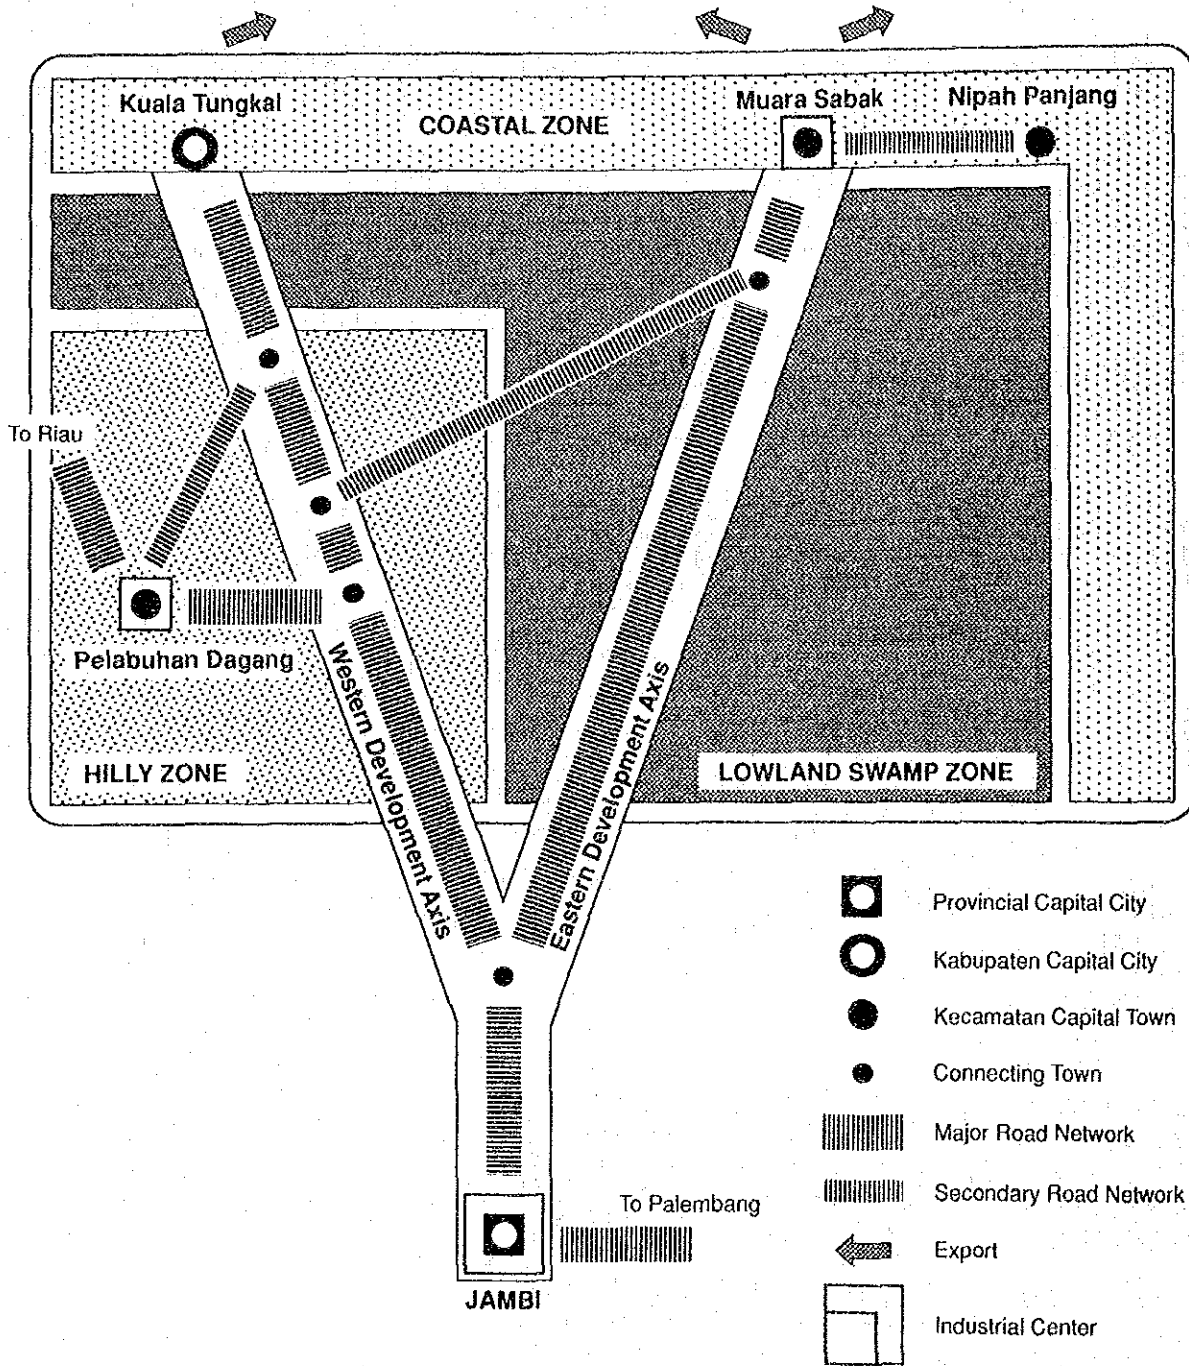 Kuala Tungkal
COASTAL ZONE
Muara Sabak
Nipah Panjang
To Riau
Pelabuhan Dagang
Western Development Axis
Eastern Development Axis
HILLY ZONE
LOWLAND SWAMP ZONE
Provincial Capital City
Kabupaten Capital City
Kecamatan Capital Town
Connecting Town
Major Road Network
Secondary Road Network
Export
Industrial Center
To Palembang
JAMBI